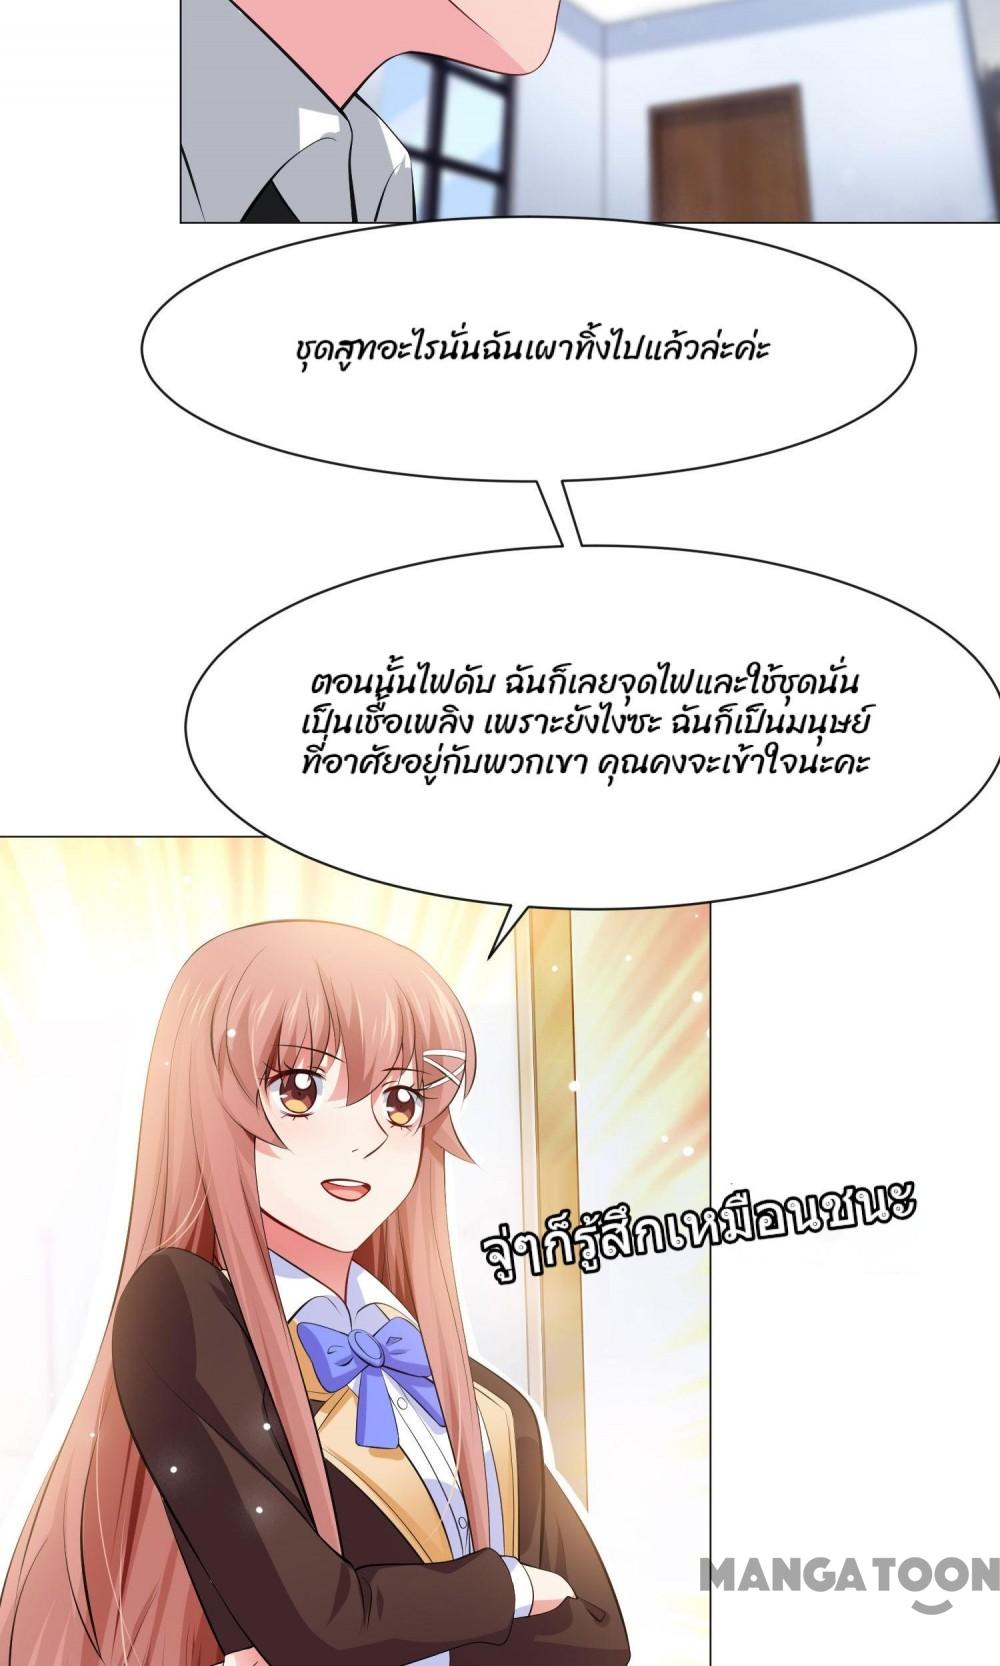 ชุดสูทอะไรนั่นฉันเผาทิ้งไปแล้วล่ะค่ะ
ตอนนั้นไฟดับ ฉันก็เลยจุดไฟและใช้ชุดนั่น
เป็นเชื้อเพลิง เพราะยังไงซะ ฉันก็เป็นมนุษย์
ที่อาศัยอยู่กับพวกเขา คุณคงจะเข้าใจนะคะ
จู่ๆก็รู้สึกเหมือนชนะ
MANGATOON